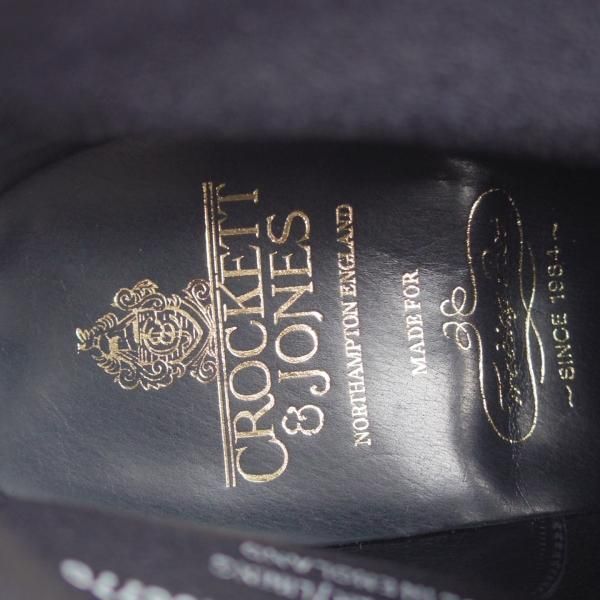 CROCKETT
& JONES
NORTHAMPTON ENGLAND
MADE FOR
~ SINCE 1984 ~